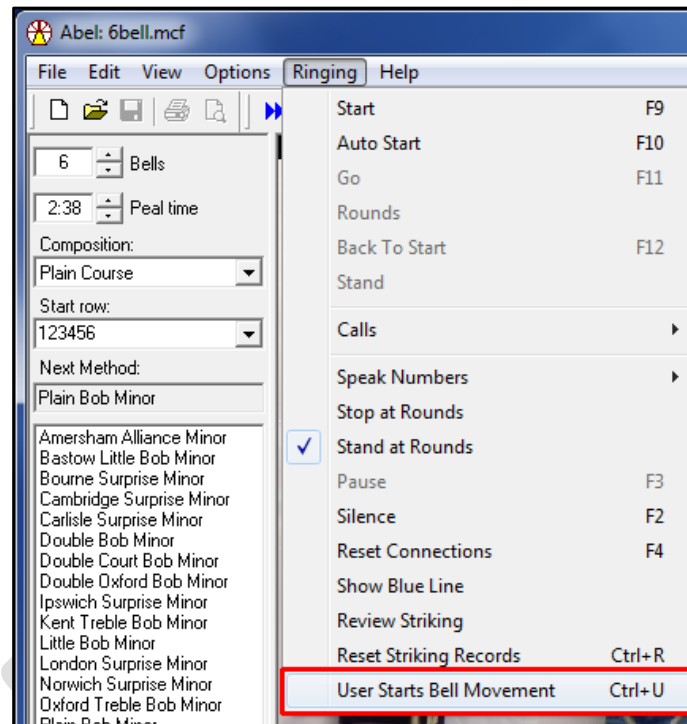 Abel: 6bell.mcf
File Edit View Options Ringing Help
6 Bells
2:38 Peal time
Composition:
Plain Course
Start row:
123456
Next Method:
Plain Bob Minor
Amersham Alliance Minor
Bastow Little Bob Minor
Bourne Surprise Minor
Cambridge Surprise Minor
Carlisle Surprise Minor
Double Bob Minor
Double Court Bob Minor
Double Oxford Bob Minor
Ipswich Surprise Minor
Kent Treble Bob Minor
Little Bob Minor
London Surprise Minor
Norwich Surprise Minor
Oxford Treble Bob Minor
Plain Bob Minor
Start F9
Auto Start F10
Go F11
Rounds
Back To Start F12
Stand
Calls
Speak Numbers
Stop at Rounds
Stand at Rounds
Pause F3
Silence F2
Reset Connections F4
Show Blue Line
Review Striking
Reset Striking Records Ctrl+R
User Starts Bell Movement Ctrl+U